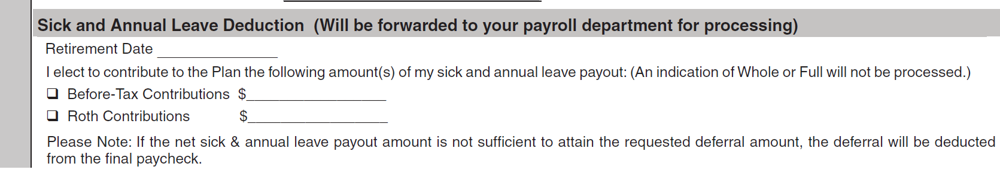 Sick and Annual Leave Deduction (Will be forwarded to your payroll department for processing)
Retirement Date _______________
I elect to contribute to the Plan the following amount(s) of my sick and annual leave payout: (An indication of Whole or Full will not be processed.)
❑ Before-Tax Contributions $_________________
❑ Roth Contributions $_________________
Please Note: If the net sick & annual leave payout amount is not sufficient to attain the requested deferral amount, the deferral will be deducted
from the final paycheck.